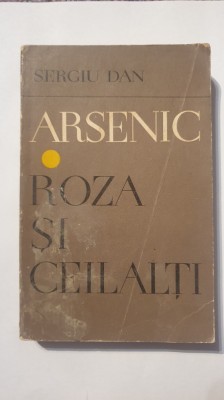 SERGIU DAN
ARSENIC
ROZA
ȘI
CEILALȚI